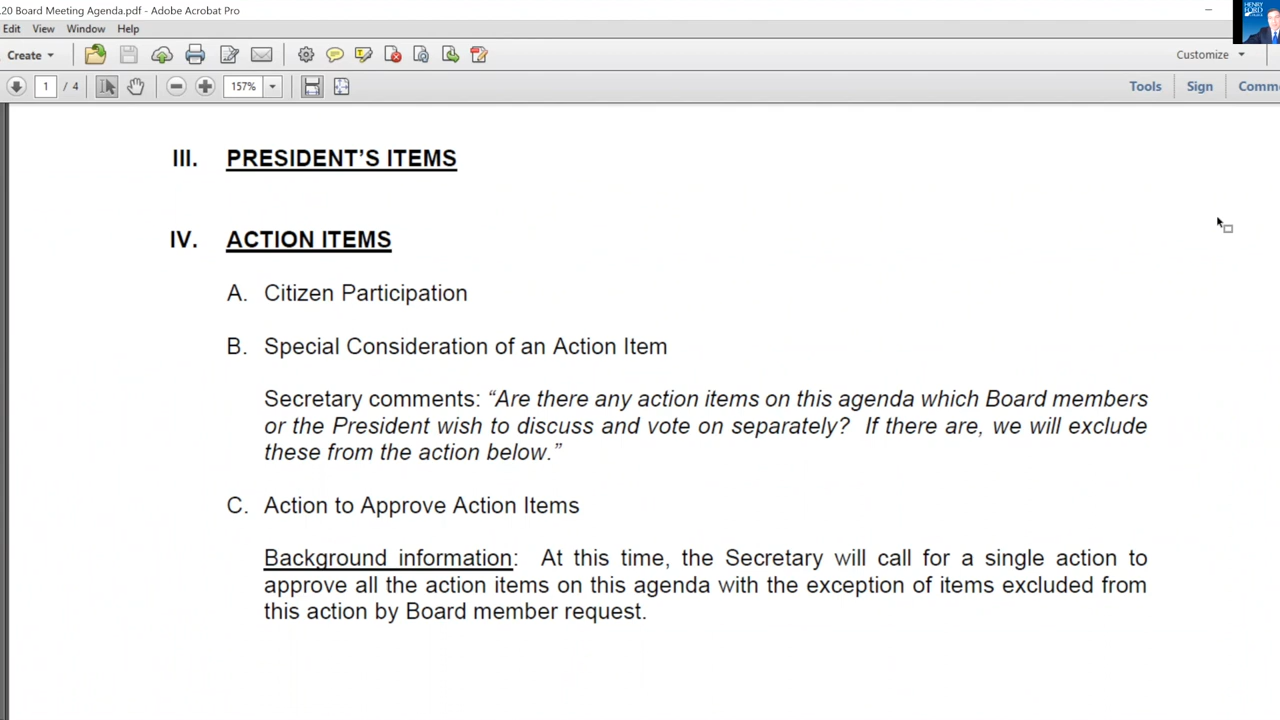 .20 Board Meeting Agenda.pdf - Adobe Acrobat Pro
Edit View Window Help
Create Customize
1 / 4 157% Tools Sign Comme
HENRY
FORD
III. PRESIDENT'S ITEMS
IV. ACTION ITEMS
A. Citizen Participation
B. Special Consideration of an Action Item
Secretary comments: “Are there any action items on this agenda which Board members
or the President wish to discuss and vote on separately? If there are, we will exclude
these from the action below.”
C. Action to Approve Action Items
Background information: At this time, the Secretary will call for a single action to
approve all the action items on this agenda with the exception of items excluded from
this action by Board member request.